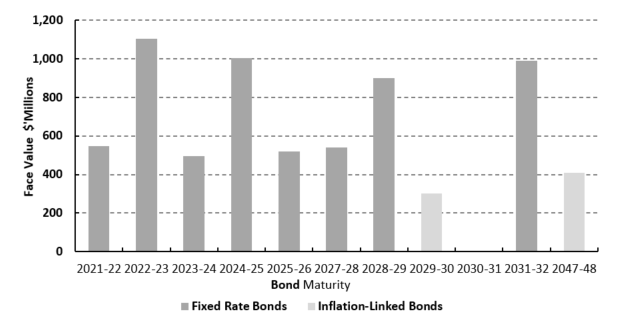 1,200
1,000
800
600
400
200
0
Face Value $'Millions
2021-22 2022-23 2023-24 2024-25 2025-26 2027-28 2028-29 2029-30 2030-31 2031-32 2047-48
Bond Maturity
Fixed Rate Bonds Inflation-Linked Bonds